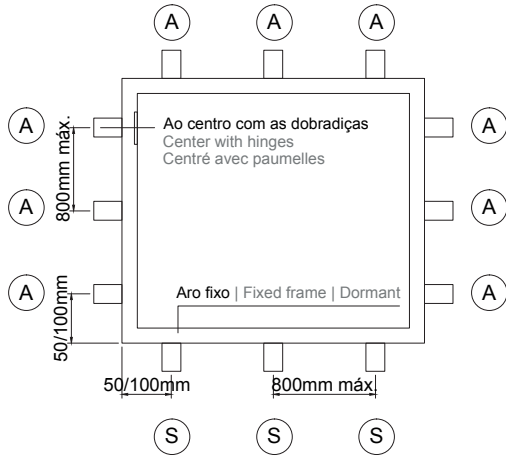 A A A
A A
Ao centro com as dobradiças
Center with hinges
Centré avec paumelles
800mm máx.
A A
A A
Aro fixo | Fixed frame | Dormant
50/100mm
50/100mm 800mm máx.
S S S